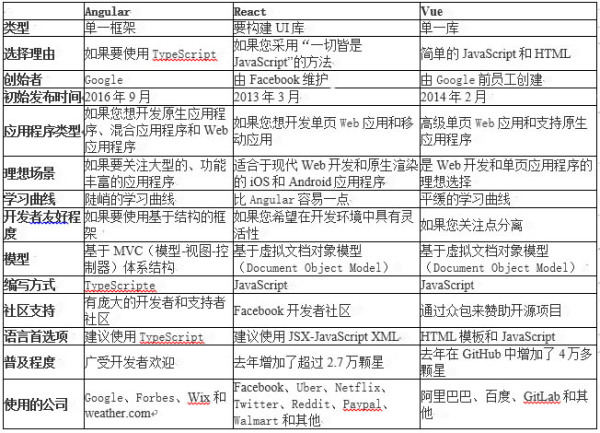 Angular React Vue
类型 单一框架 要构建 UI 库 单一库
选择理由 如果要使用 TypeScript 如果您采用“一切皆是 JavaScript”的方法 简单的 JavaScript 和 HTML
创始者 Google 由 Facebook 维护 由 Google 前员工创建
初始发布时间 2016 年 9 月 2013 年 3 月 2014 年 2 月
应用程序类型 如果您想开发原生应用程序、混合应用程序和 Web 应用程序 如果您想开发单页 Web 应用和移动应用 高级单页 Web 应用和支持原生应用程序
理想场景 如果要关注大型的、功能丰富的应用程序 适合于现代 Web 开发和原生渲染的 iOS 和 Android 应用程序 是 Web 开发和单页应用程序的理想选择
学习曲线 陡峭的学习曲线 比 Angular 容易一点 平缓的学习曲线
开发者友好程度 如果要使用基于结构的框架 如果您希望在开发环境中具有灵活性 如果您关注点分离
模型 基于 MVC（模型-视图-控制器）体系结构 基于虚拟文档对象模型（Document Object Model） 基于虚拟文档对象模型（Document Object Model）
编写方式 TypeScripte JavaScript JavaScript
社区支持 有庞大的开发者和支持者社区 Facebook 开发者社区 通过众包来赞助开源项目
语言首选项 建议使用 TypeScript 建议使用 JSX-JavaScript XML HTML 模板和 JavaScript
普及程度 广受开发者欢迎 去年增加了超过 2.7 万颗星 去年在 GitHub 中增加了 4 万多颗星
使用的公司 Google、Forbes、Wix 和 weather.com Facebook、Uber、Netflix、Twitter、Reddit、Paypal、Walmart 和其他 阿里巴巴、百度、GitLab 和其他